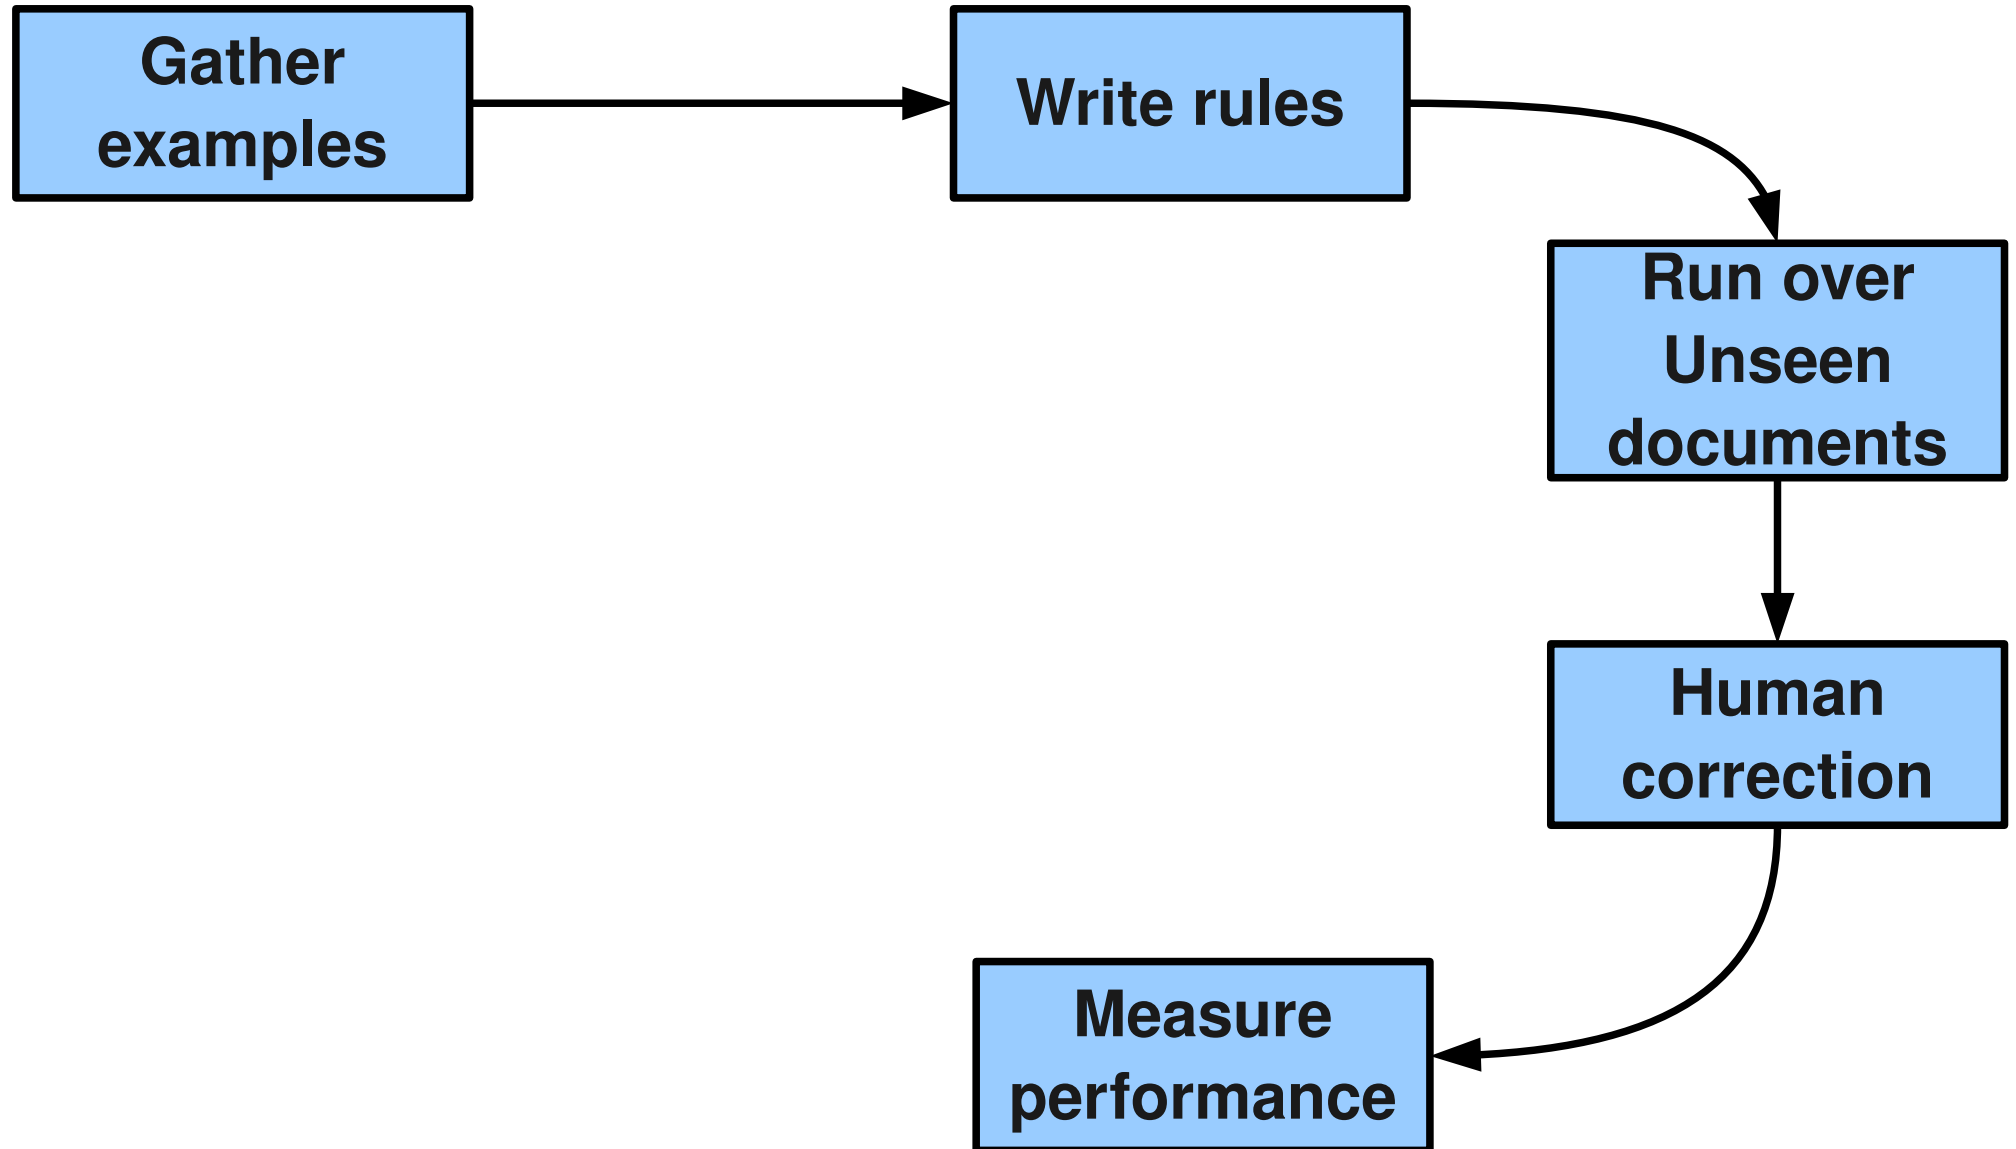 Gather
examples
Write rules
Run over
Unseen
documents
Human
correction
Measure
performance